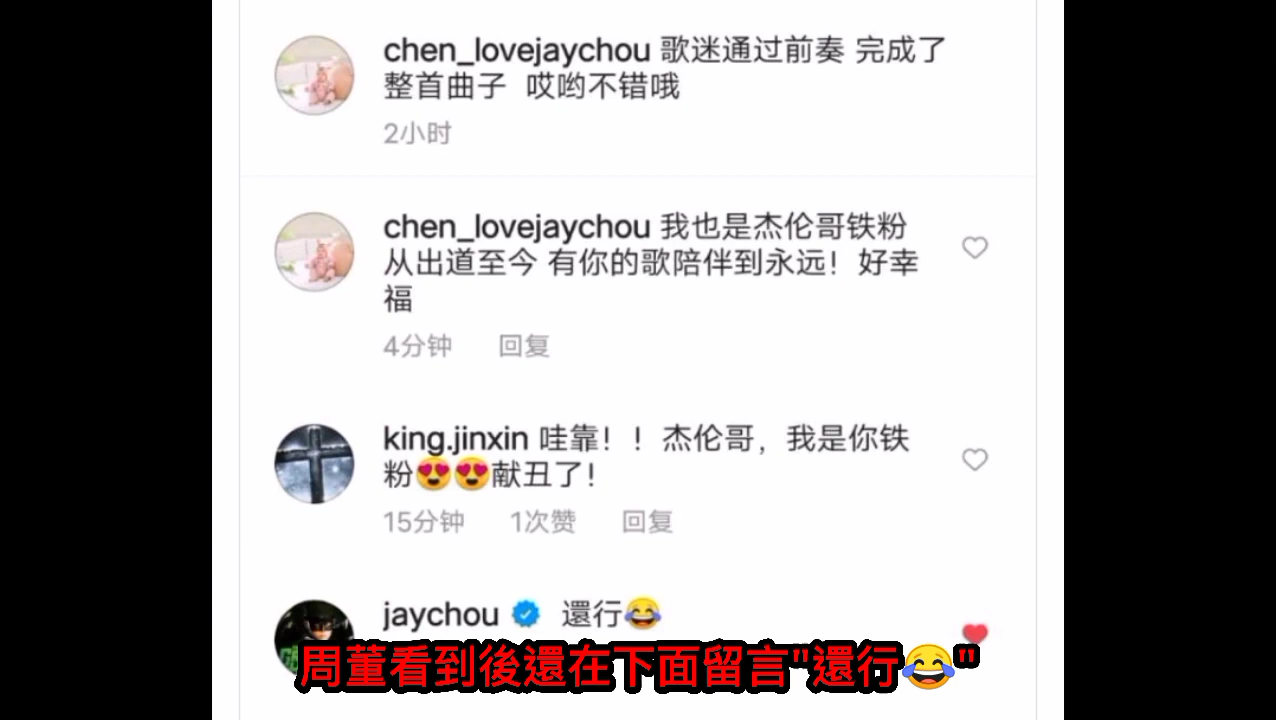 chen_lovejaychou 歌迷通过前奏 完成了
整首曲子 哎哟不错哦
2小时
chen_lovejaychou 我也是杰伦哥铁粉
从出道至今 有你的歌陪伴到永远！好幸
福
4分钟 回复
king.jinxin 哇靠！！杰伦哥，我是你铁
粉😍😍献丑了！
15分钟 1次赞 回复
jaychou 還行😂
周董看到後還在下面留言"還行😂"